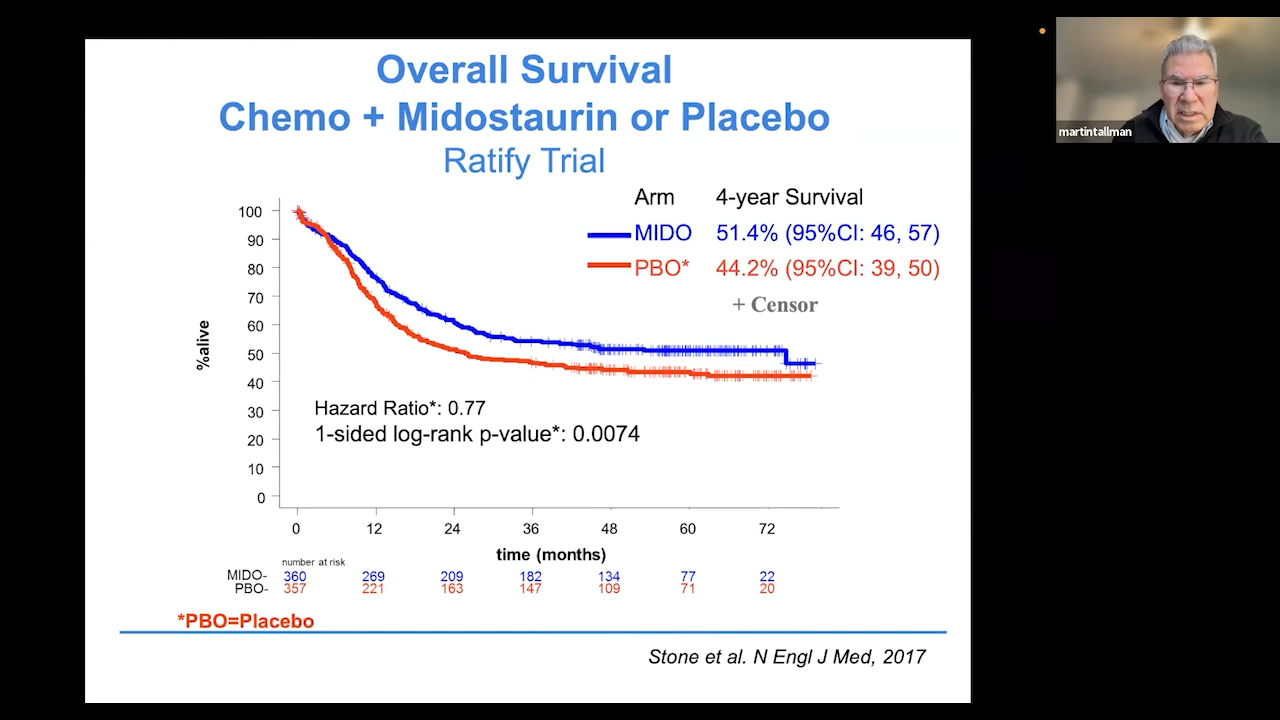 Overall Survival
Chemo + Midostaurin or Placebo
Ratify Trial
martintallman
Arm 4-year Survival
MIDO 51.4% (95%CI: 46, 57)
PBO* 44.2% (95%CI: 39, 50)
+ Censor
100
90
80
70
60
50
40
30
20
10
0
%alive
Hazard Ratio*: 0.77
1-sided log-rank p-value*: 0.0074
0 12 24 36 48 60 72
time (months)
number at risk
MIDO- 360 269 209 182 134 77 22
PBO- 357 221 163 147 109 71 20
*PBO=Placebo
Stone et al. N Engl J Med, 2017